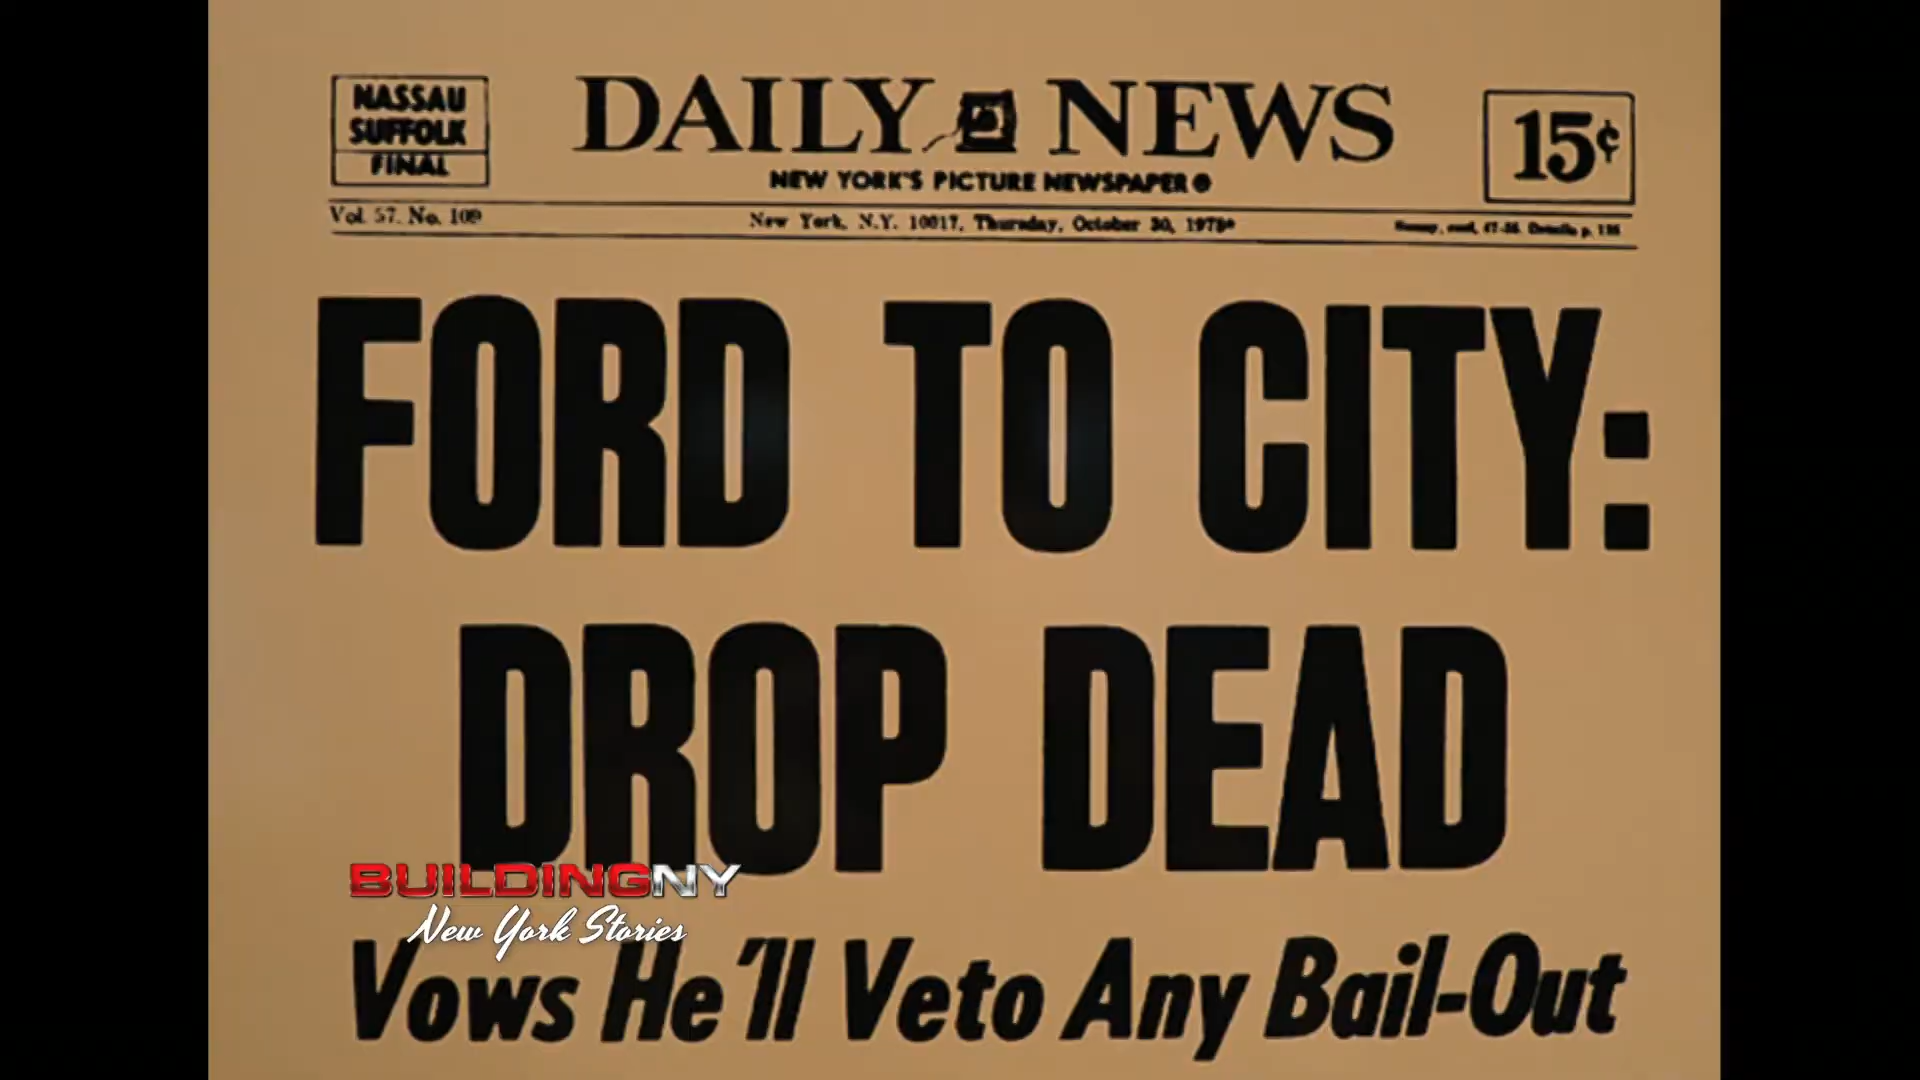 NASSAU
SUFFOLK
FINAL
DAILY NEWS
15¢
NEW YORK'S PICTURE NEWSPAPER
Vol. 57. No. 109
New York, N.Y. 10017, Thursday, October 30, 1975*
FORD TO CITY:
DROP DEAD
BUILDINGNY
New York Stories
Vows He'll Veto Any Bail-Out